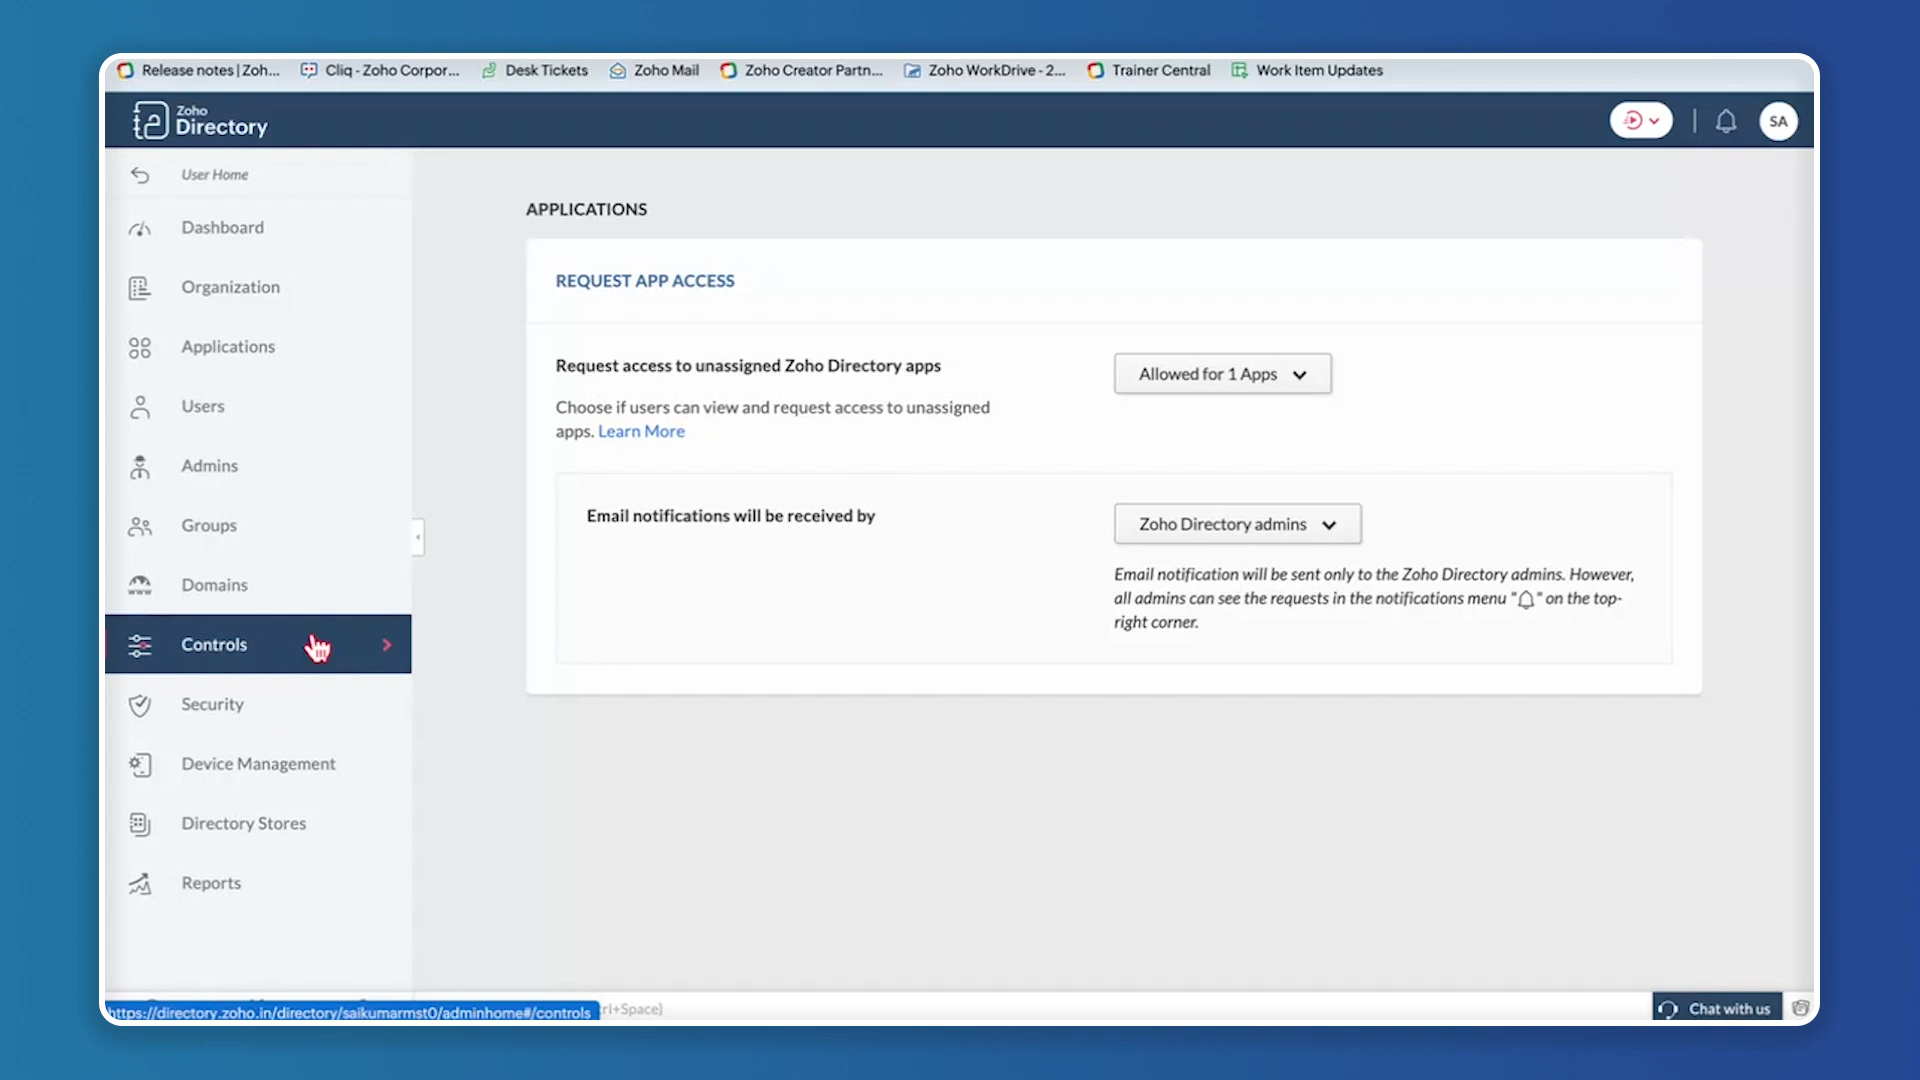 Release notes | Zoh...
Cliq - Zoho Corpor...
Desk Tickets
Zoho Mail
Zoho Creator Partn...
Zoho WorkDrive - 2...
Trainer Central
Work Item Updates
Zoho
Directory
SA
User Home
Dashboard
Organization
Applications
Users
Admins
Groups
Domains
Controls
Security
Device Management
Directory Stores
Reports
APPLICATIONS
REQUEST APP ACCESS
Request access to unassigned Zoho Directory apps
Allowed for 1 Apps
Choose if users can view and request access to unassigned
apps. Learn More
Email notifications will be received by
Zoho Directory admins
Email notification will be sent only to the Zoho Directory admins. However,
all admins can see the requests in the notifications menu "" on the top-
right corner.
https://directory.zoho.in/directory/saikumarmst0/adminhome#/controls
rl+Space)
Chat with us